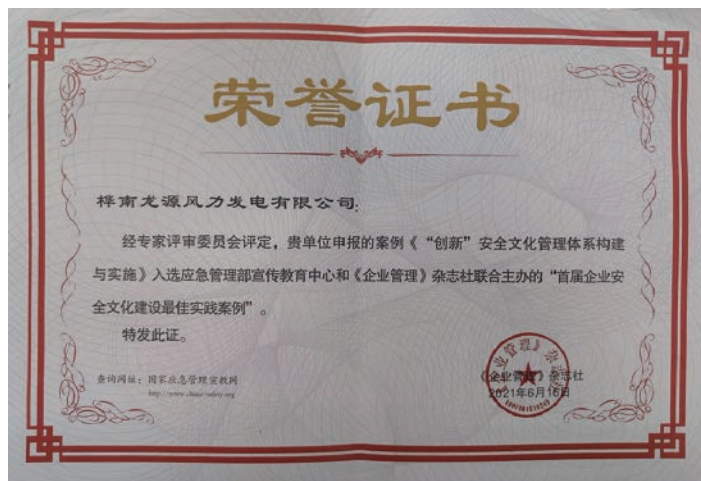 荣誉证书
桦南龙源风力发电有限公司:
经专家评审委员会评定，贵单位申报的案例《“创新”安全文化管理体系构建
与实施》入选应急管理部宣传教育中心和《企业管理》杂志社联合主办的“首届企业安
全文化建设最佳实践案例”。
特发此证。
《企业管理》杂志社
2021年6月16日
查询网址：国家应急管理宣教网
http://www.china-safety.org